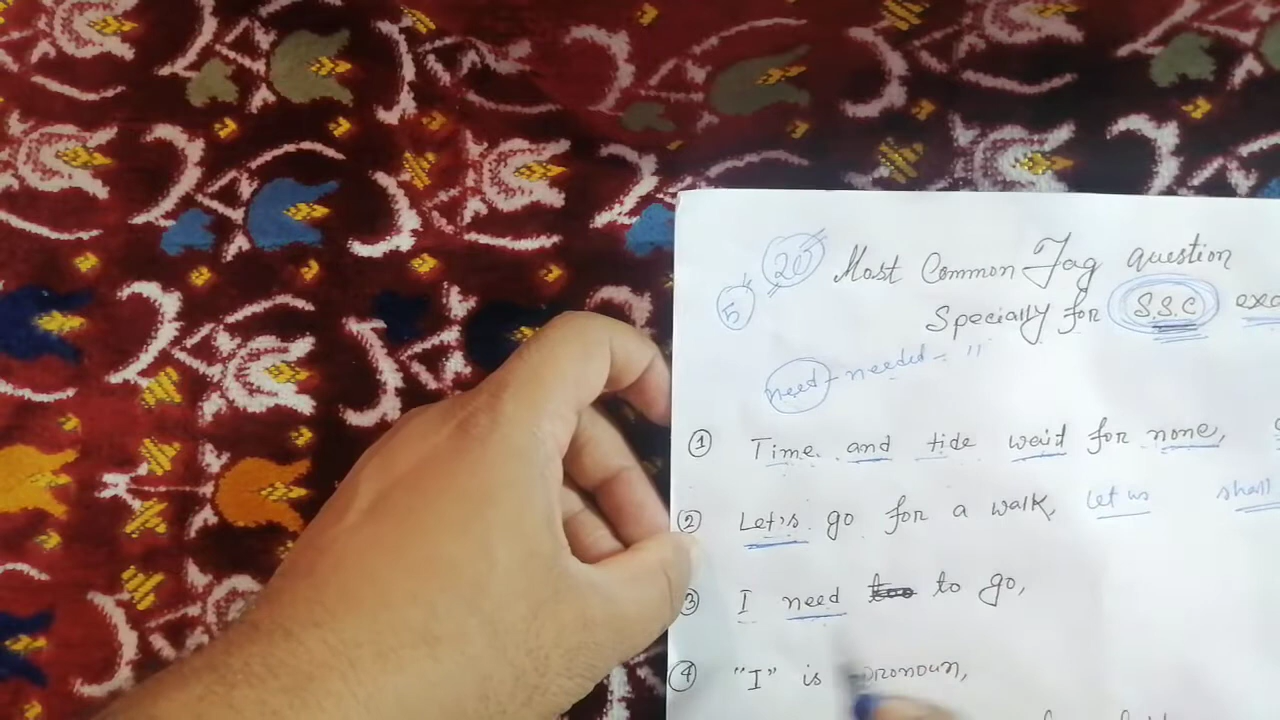 20 Most Common Tag question
5 Specially for S.S.C
need - needed - "
① Time and tide wait for none,
② Let's go for a walk, let us shall
③ I need to go,
④ "I" is pronoun,